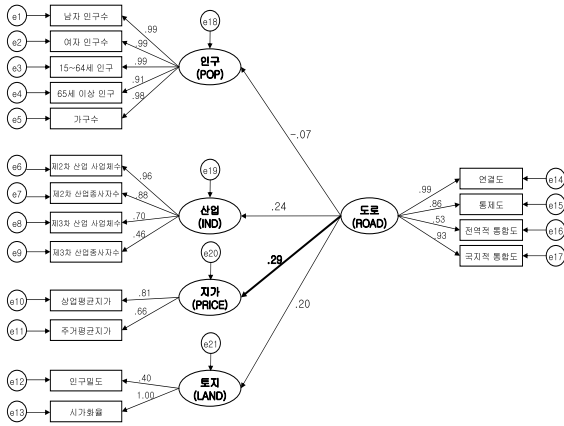 e1
남자 인구수
.99
e18
e2
여자 인구수
.99
인구
(POP)
e3
15~64세 인구
.99
e4
65세 이상 인구
.91
e5
가구수
.98
-.07
e6
제2차 산업 사업체수
.96
e19
e7
제2차 산업종사자수
.88
산업
(IND)
.24
e8
제3차 산업 사업체수
.70
e9
제3차 산업종사자수
.46
도로
(ROAD)
.99
연결도
e14
.86
통제도
e15
.53
전역적 통합도
e16
.93
국지적 통합도
e17
e20
.29
지가
(PRICE)
e10
상업평균지가
.81
e11
주거평균지가
.66
.20
e21
토지
(LAND)
e12
인구밀도
.40
e13
시가화율
1.00